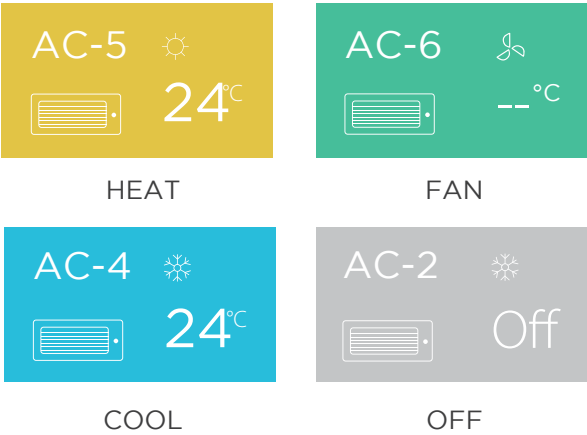 AC-5
24°C
HEAT
AC-6
--°C
FAN
AC-4
24°C
COOL
AC-2
Off
OFF